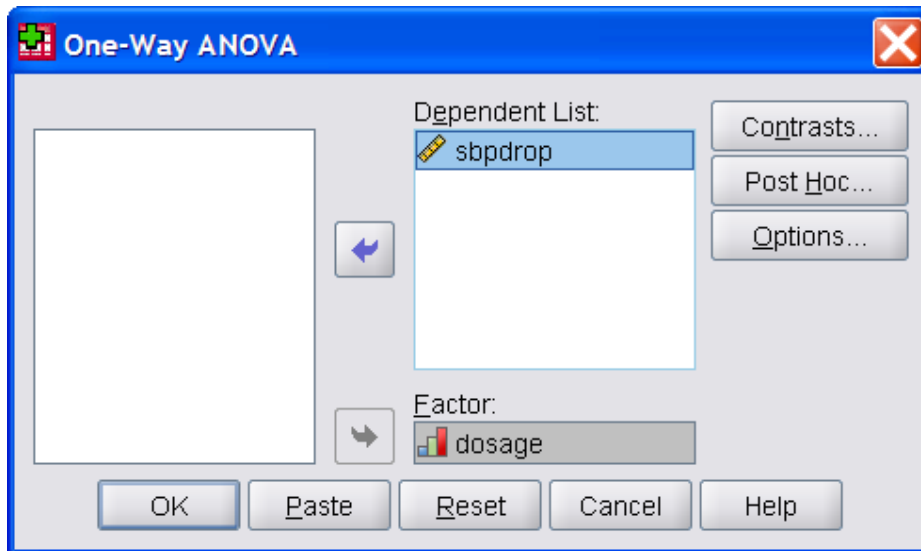 One-Way ANOVA
Dependent List:
sbpdrop
Contrasts...
Post Hoc...
Options...
Factor:
dosage
OK
Paste
Reset
Cancel
Help